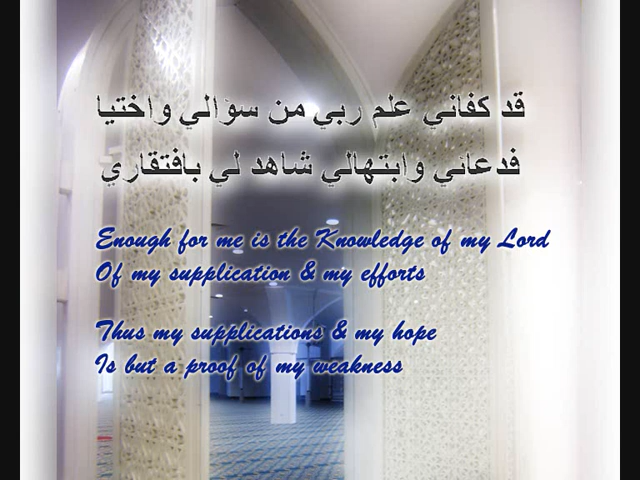 قد كفاني علم ربي من سؤالي واختيا
فدعائي وابتهالي شاهد لي بافتقاري
Enough for me is the Knowledge of my Lord
Of my supplication & my efforts
Thus my supplications & my hope
Is but a proof of my weakness